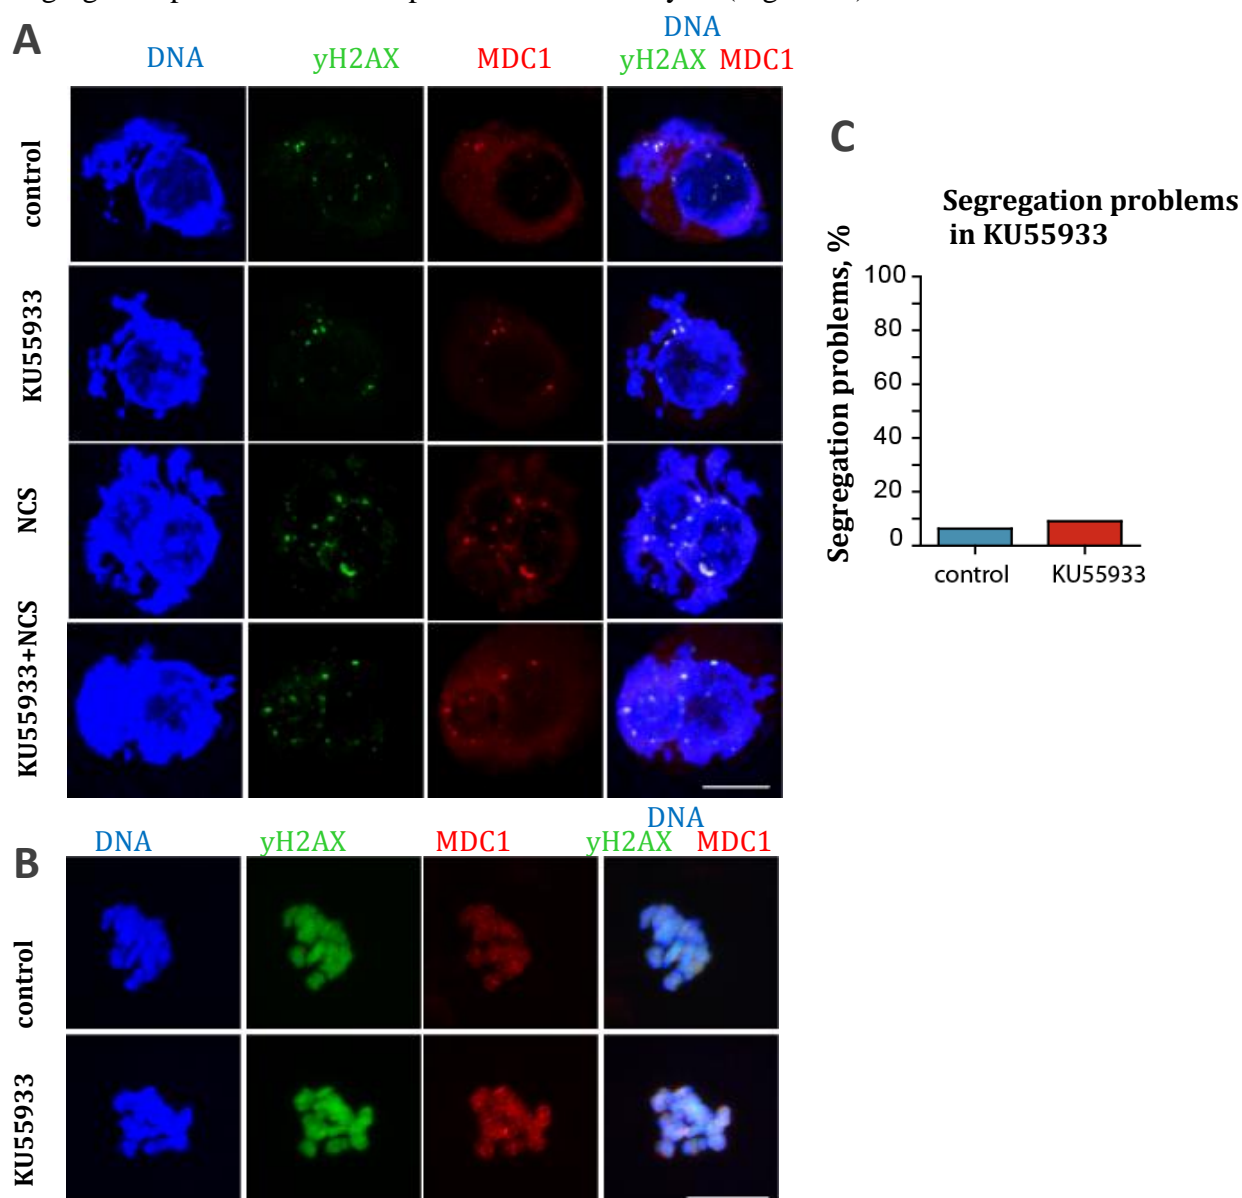 A
DNA
yH2AX
MDC1
DNA
yH2AX MDC1
control
KU55933
NCS
KU55933+NCS
B
DNA
yH2AX
MDC1
DNA
yH2AX MDC1
control
KU55933
C
Segregation problems
in KU55933
Segregation problems, %
100
80
60
40
20
0
control
KU55933